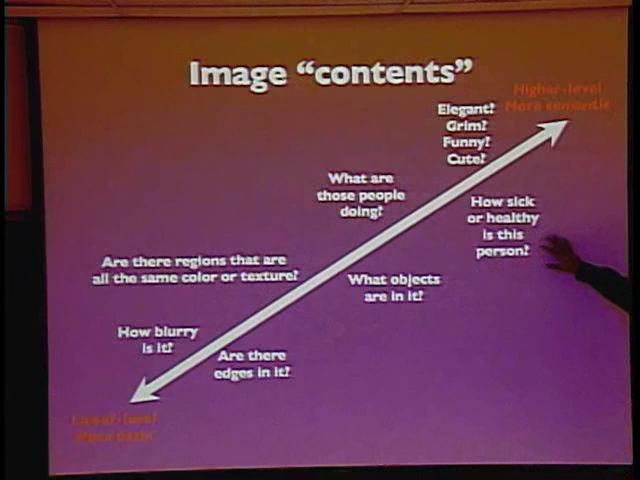 Image “contents”
Higher-level
More semantic
Elegant?
Grim?
Funny?
Cute?
What are
those people
doing?
How sick
or healthy
is this
person?
Are there regions that are
all the same color or texture?
What objects
are in it?
How blurry
is it?
Are there
edges in it?
Lower-level
More basic